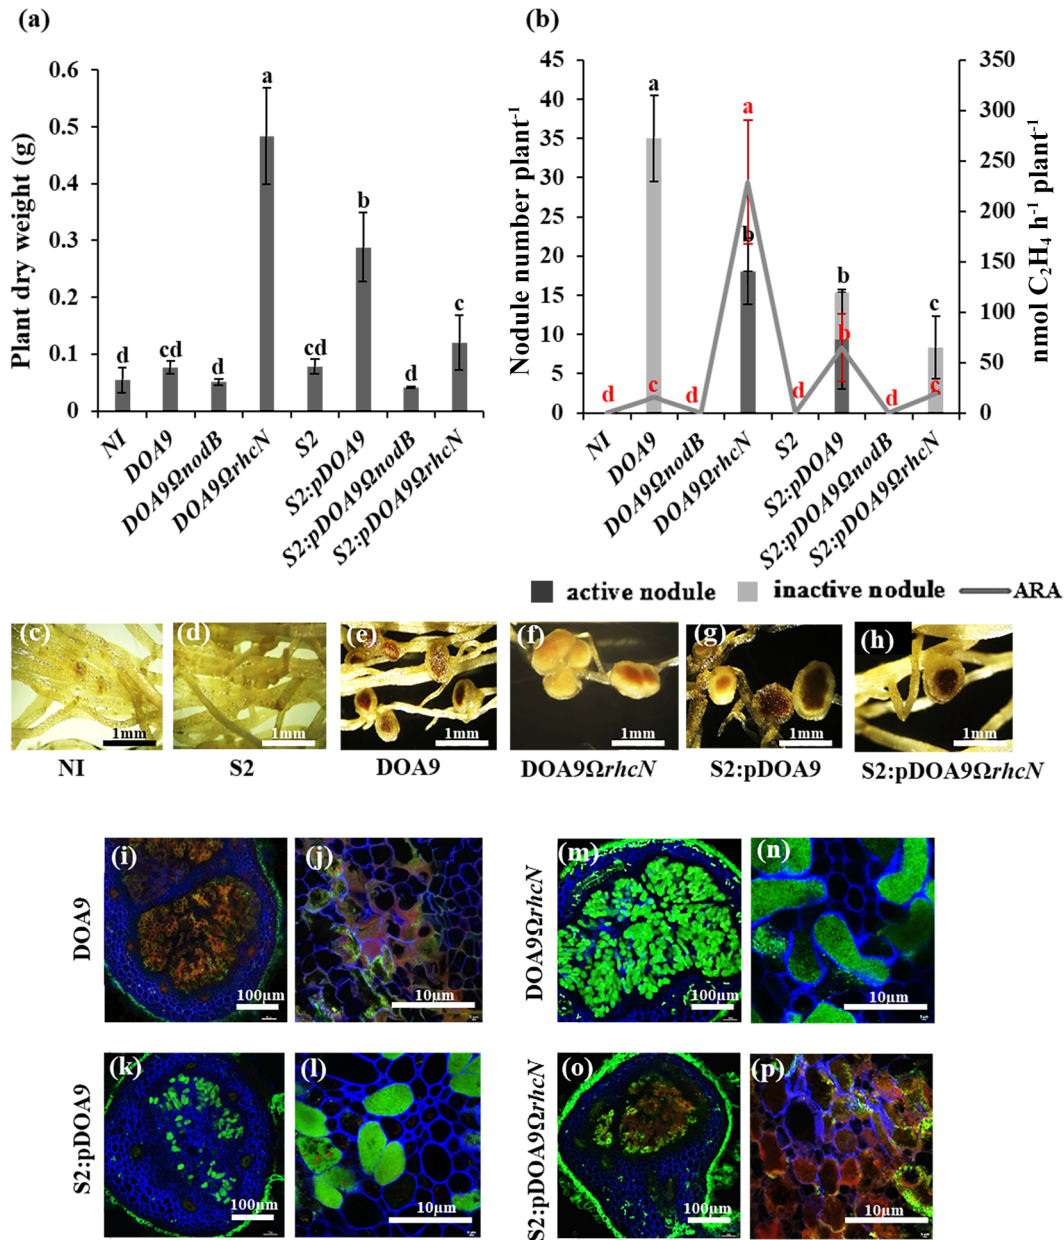 (a)
Plant dry weight (g)
0.6
0.5
0.4
0.3
0.2
0.1
0
d
cd
d
a
cd
b
d
c
NI
DOA9
DOA9ΩnodB
DOA9ΩrhcN
S2
S2:pDOA9
S2:pDOA9ΩnodB
S2:pDOA9ΩrhcN
(b)
Nodule number plant-1
45
40
35
30
25
20
15
10
5
0
nmol C2H4 h-1 plant-1
350
300
250
200
150
100
50
0
a
b
b
c
d
c
d
a
d
b
d
c
NI
DOA9
DOA9ΩnodB
DOA9ΩrhcN
S2
S2:pDOA9
S2:pDOA9ΩnodB
S2:pDOA9ΩrhcN
active nodule inactive nodule ARA
(c) (d) (e) (f) (g) (h)
1mm 1mm 1mm 1mm 1mm 1mm
NI S2 DOA9 DOA9ΩrhcN S2:pDOA9 S2:pDOA9ΩrhcN
DOA9
(i) (j)
100μm 10μm
DOA9ΩrhcN
(m) (n)
100μm 10μm
S2:pDOA9
(k) (l)
100μm 10μm
S2:pDOA9ΩrhcN
(o) (p)
100μm 10μm